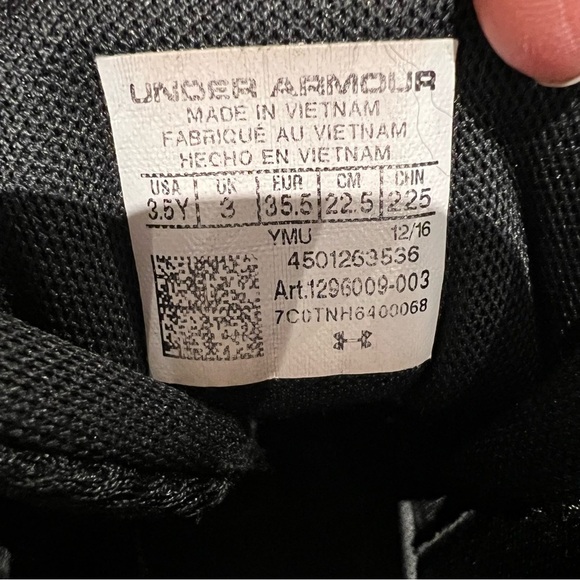 UNDER ARMOUR
MADE IN VIETNAM
FABRIQUÉ AU VIETNAM
HECHO EN VIETNAM
USA UK EUR CM CHN
3.5Y 3 35.5 22.5 225
YMU 12/16
4501263536
Art.1296009-003
7C0TNH6400068